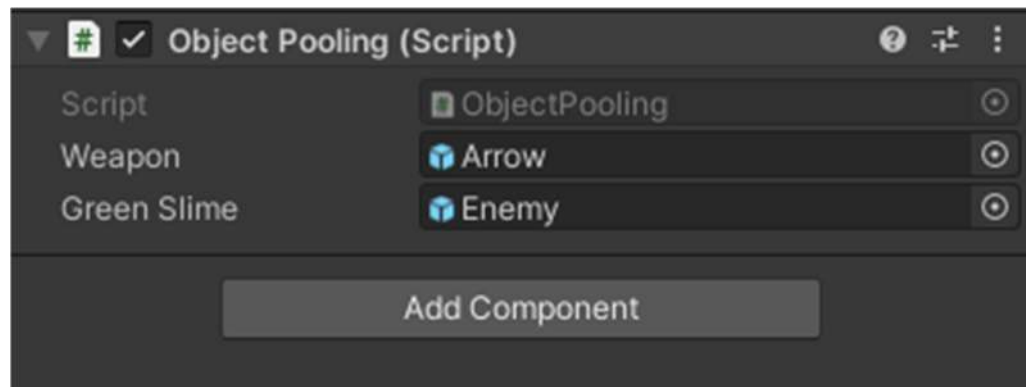 # Object Pooling (Script)
Script ObjectPooling
Weapon Arrow
Green Slime Enemy
Add Component